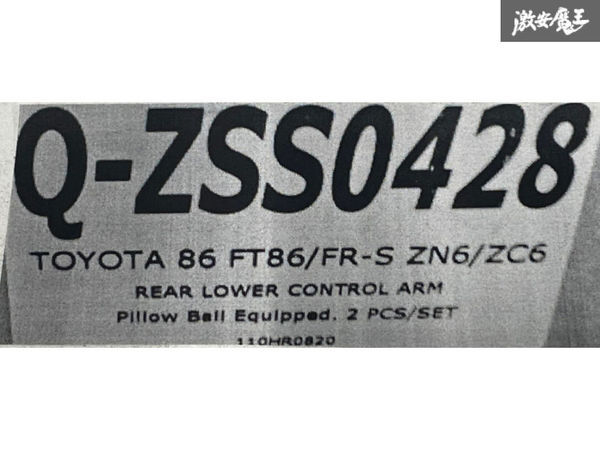 激安魔王
Q-ZSS0428
TOYOTA 86 FT86/FR-S ZN6/ZC6
REAR LOWER CONTROL ARM
Pillow Ball Equipped. 2 PCS/SET
110HR0820